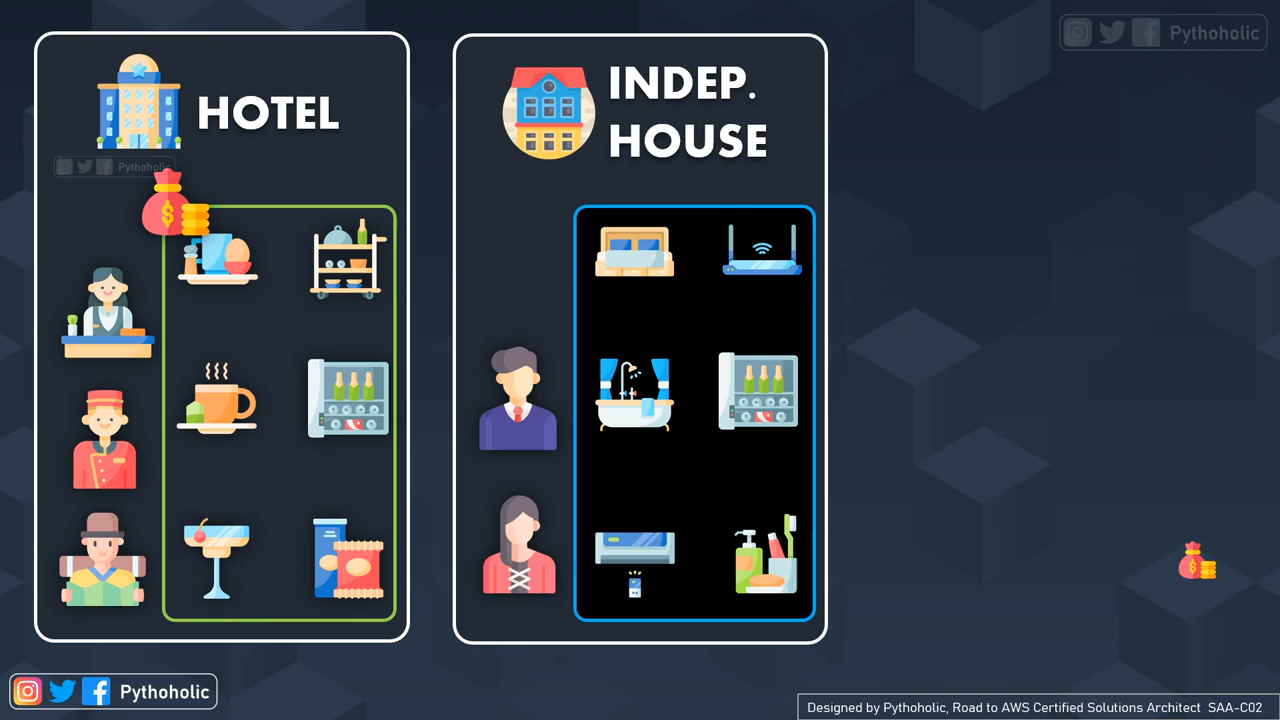 Pythoholic
HOTEL
INDEP.
HOUSE
Pythoholic
$
$
Pythoholic
Designed by Pythoholic, Road to AWS Certified Solutions Architect SAA-C02